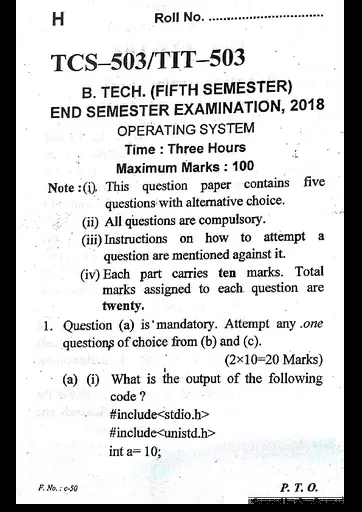 H Roll No. ................................
TCS–503/TIT–503
B. TECH. (FIFTH SEMESTER)
END SEMESTER EXAMINATION, 2018
OPERATING SYSTEM
Time : Three Hours
Maximum Marks : 100
Note :(i) This question paper contains five
questions with alternative choice.
(ii) All questions are compulsory.
(iii) Instructions on how to attempt a
question are mentioned against it.
(iv) Each part carries ten marks. Total
marks assigned to each question are
twenty.
1. Question (a) is mandatory. Attempt any one
questions of choice from (b) and (c).
(2×10=20 Marks)
(a) (i) What is the output of the following
code ?
#include<stdio.h>
#include<unistd.h>
int a= 10;
F. No. : c-50 P. T. O.